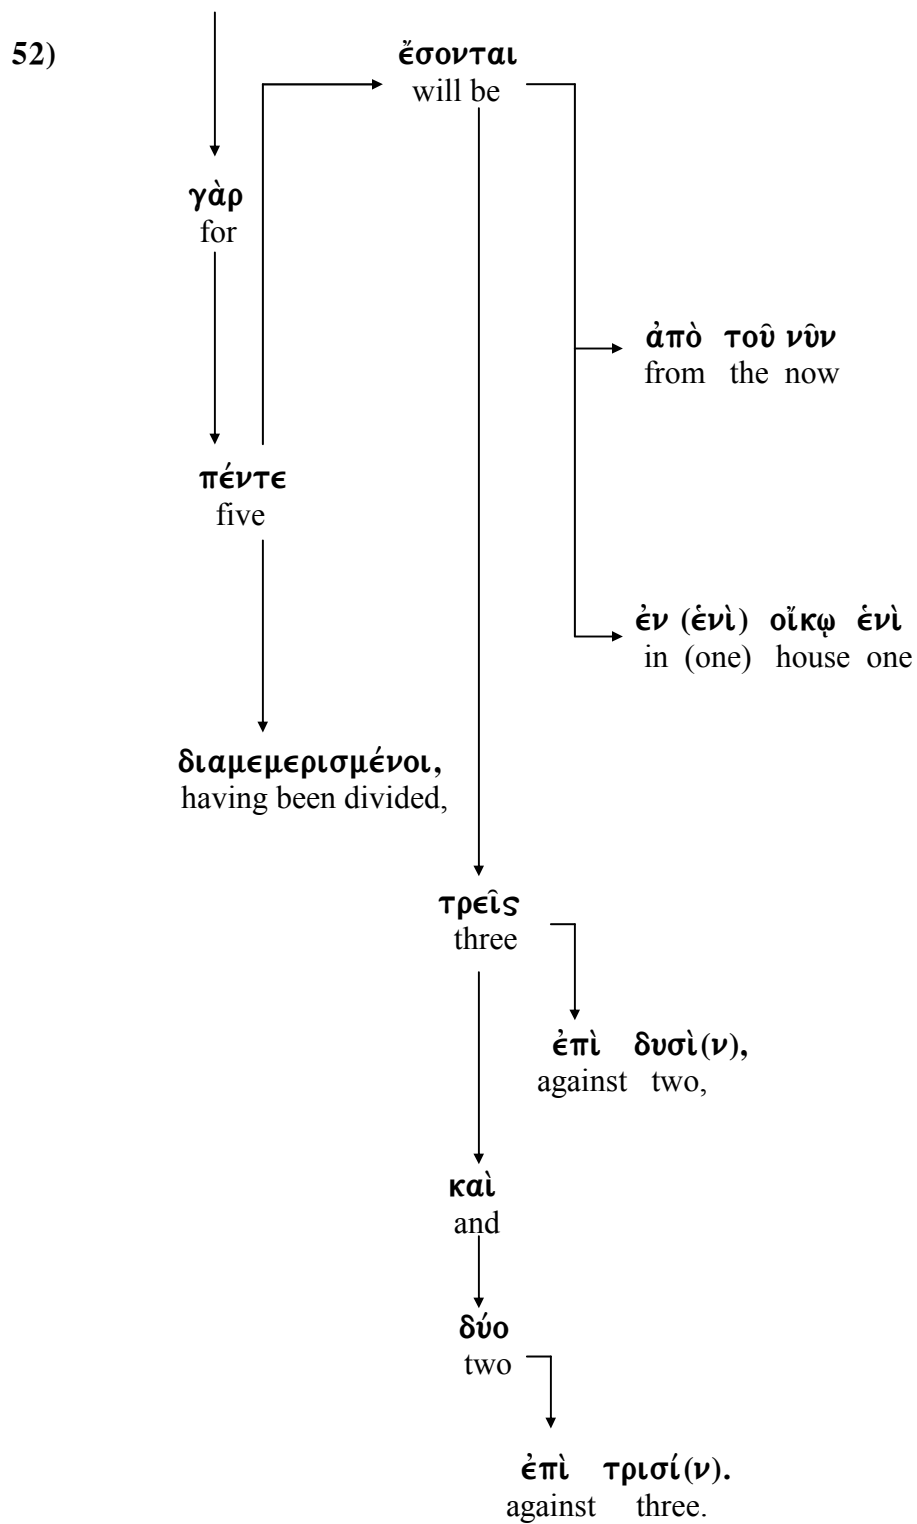 52)
ἔσονται
will be
γὰρ
for
ἀπὸ τοῦ νῦν
from the now
πέντε
five
ἐν (ἑνὶ) οἴκῳ ἑνὶ
in (one) house one
διαμεμερισμένοι,
having been divided,
τρεῖς
three
ἐπὶ δυσὶ(ν),
against two,
καὶ
and
δύο
two
ἐπὶ τρισί(ν).
against three.